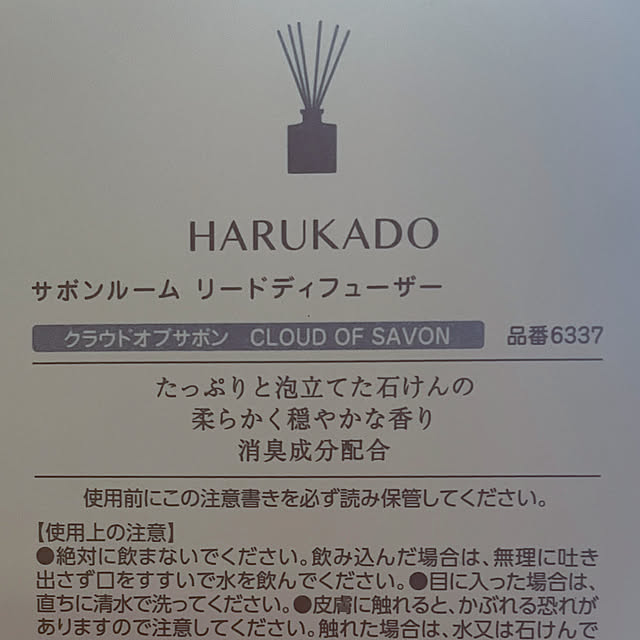 HARUKADO
サボンルーム リードディフューザー
クラウドオブサボン CLOUD OF SAVON 品番6337
たっぷりと泡立てた石けんの
柔らかく穏やかな香り
消臭成分配合
使用前にこの注意書きを必ず読み保管してください。
【使用上の注意】
●絶対に飲まないでください。飲み込んだ場合は、無理に吐き
出さず口をすすいで水を飲んでください。●目に入った場合は、
直ちに清水で洗ってください。●皮膚に触れると、かぶれる恐れが
ありますので注意してください。触れた場合は、水又は石けんで